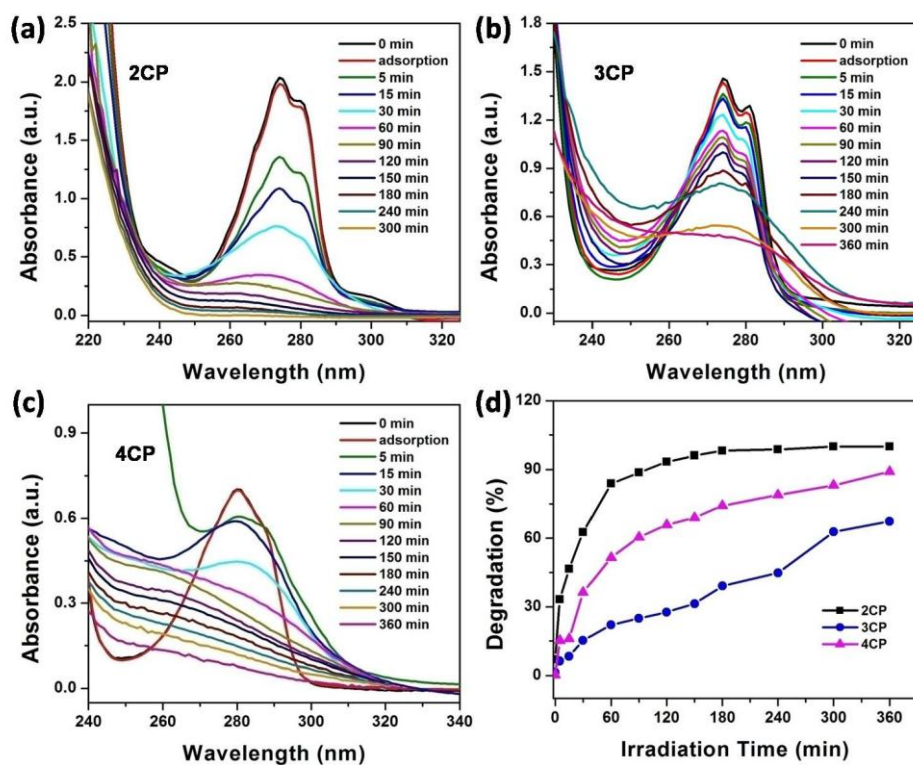 (a)
2CP
2.5
2.0
1.5
1.0
0.5
0.0
Absorbance (a.u.)
0 min
adsorption
5 min
15 min
30 min
60 min
90 min
120 min
150 min
180 min
240 min
300 min
220 240 260 280 300 320
Wavelength (nm)
(b)
3CP
1.8
1.5
1.2
0.9
0.6
0.3
0.0
Absorbance (a.u.)
0 min
adsorption
5 min
15 min
30 min
60 min
90 min
120 min
150 min
180 min
240 min
300 min
360 min
240 260 280 300 320
Wavelength (nm)
(c)
4CP
0.9
0.6
0.3
0.0
Absorbance (a.u.)
0 min
adsorption
5 min
15 min
30 min
60 min
90 min
120 min
150 min
180 min
240 min
300 min
360 min
240 260 280 300 320 340
Wavelength (nm)
(d)
120
90
60
30
0
Degradation (%)
2CP
3CP
4CP
0 60 120 180 240 300 360
Irradiation Time (min)